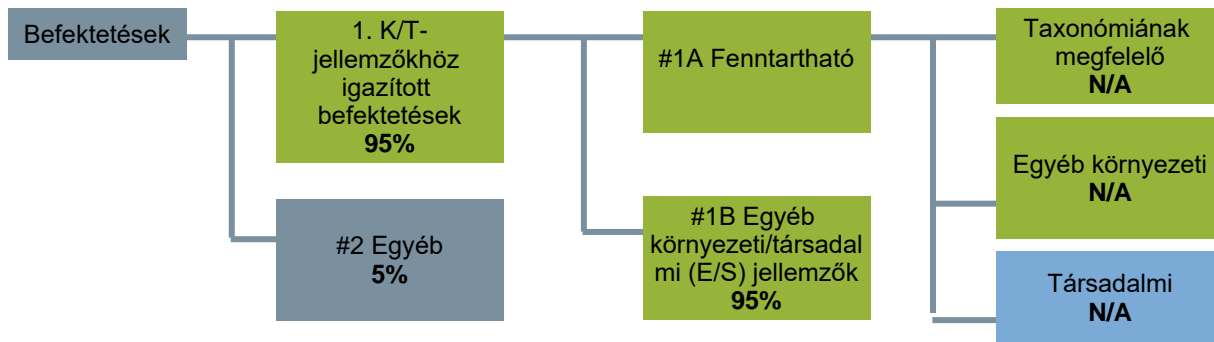 Befektetések
1. K/T-
jellemzőkhöz
igazított
befektetések
95%
#2 Egyéb
5%
#1A Fenntartható
#1B Egyéb
környezeti/társadal
mi (E/S) jellemzők
95%
Taxonómiának
megfelelő
N/A
Egyéb környezeti
N/A
Társadalmi
N/A